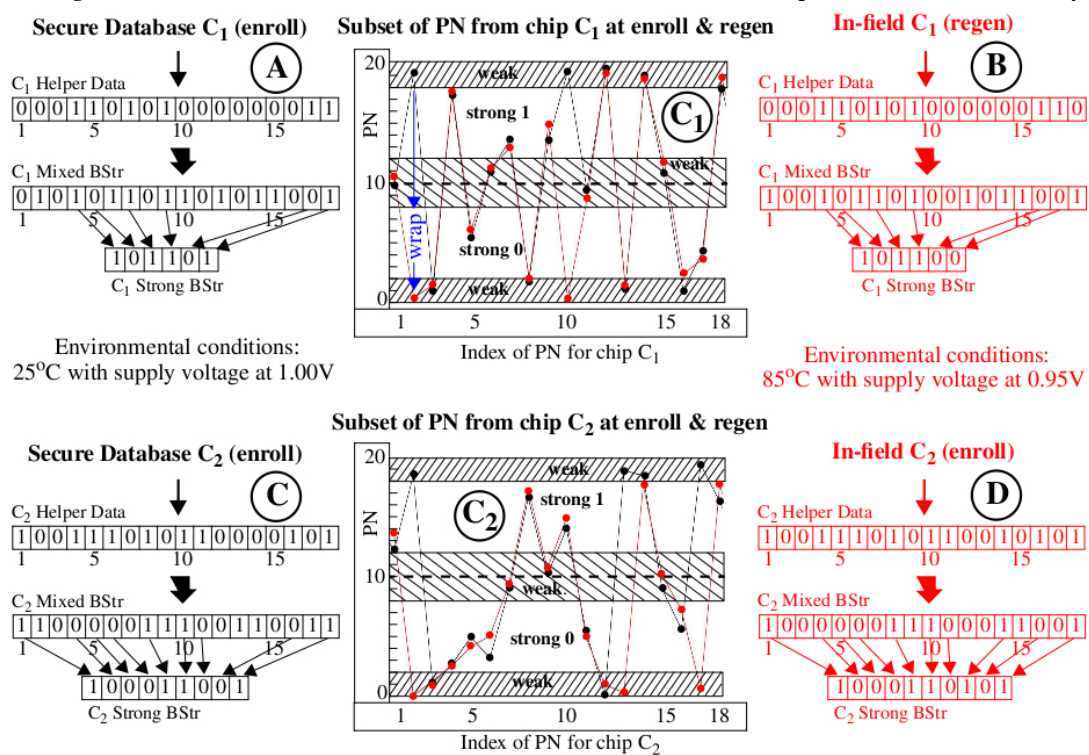 Secure Database C1 (enroll)
A
C1 Helper Data
0 0 0 1 1 0 1 0 1 0 0 0 0 0 0 0 1 1
1 5 10 15
C1 Mixed BStr
0 1 0 1 0 1 1 0 1 1 0 1 0 1 1 0 0 1
1 5 10 15
1 0 1 1 0 1
C1 Strong BStr
Environmental conditions:
25oC with supply voltage at 1.00V
Subset of PN from chip C1 at enroll & regen
20
weak
strong 1
C1
PN
weak
10
wrap
strong 0
weak
0
1 5 10 15 18
Index of PN for chip C1
In-field C1 (regen)
B
C1 Helper Data
0 0 0 1 1 0 1 0 1 0 0 0 0 0 0 1 1 0
1 5 10 15
C1 Mixed BStr
1 0 0 1 0 1 1 0 1 0 0 1 0 1 1 0 0 1
1 5 10 15
1 0 1 1 0 0
C1 Strong BStr
Environmental conditions:
85oC with supply voltage at 0.95V
Secure Database C2 (enroll)
C
C2 Helper Data
1 0 0 1 1 1 0 1 0 1 1 0 0 0 0 1 0 1
1 5 10 15
C2 Mixed BStr
1 1 0 0 0 0 0 1 1 1 0 0 1 1 0 0 1 1
1 5 10 15
1 0 0 0 1 1 0 0 1
C2 Strong BStr
Subset of PN from chip C2 at enroll & regen
20
weak
strong 1
C2
PN
10
weak
strong 0
weak
0
1 5 10 15 18
Index of PN for chip C2
In-field C2 (enroll)
D
C2 Helper Data
1 0 0 1 1 1 0 1 0 1 1 0 0 1 0 1 0 1
1 5 10 15
C2 Mixed BStr
1 0 0 0 0 0 0 1 1 1 0 0 0 1 1 0 0 1
1 5 10 15
1 0 0 0 1 1 0 1 0 1
C2 Strong BStr